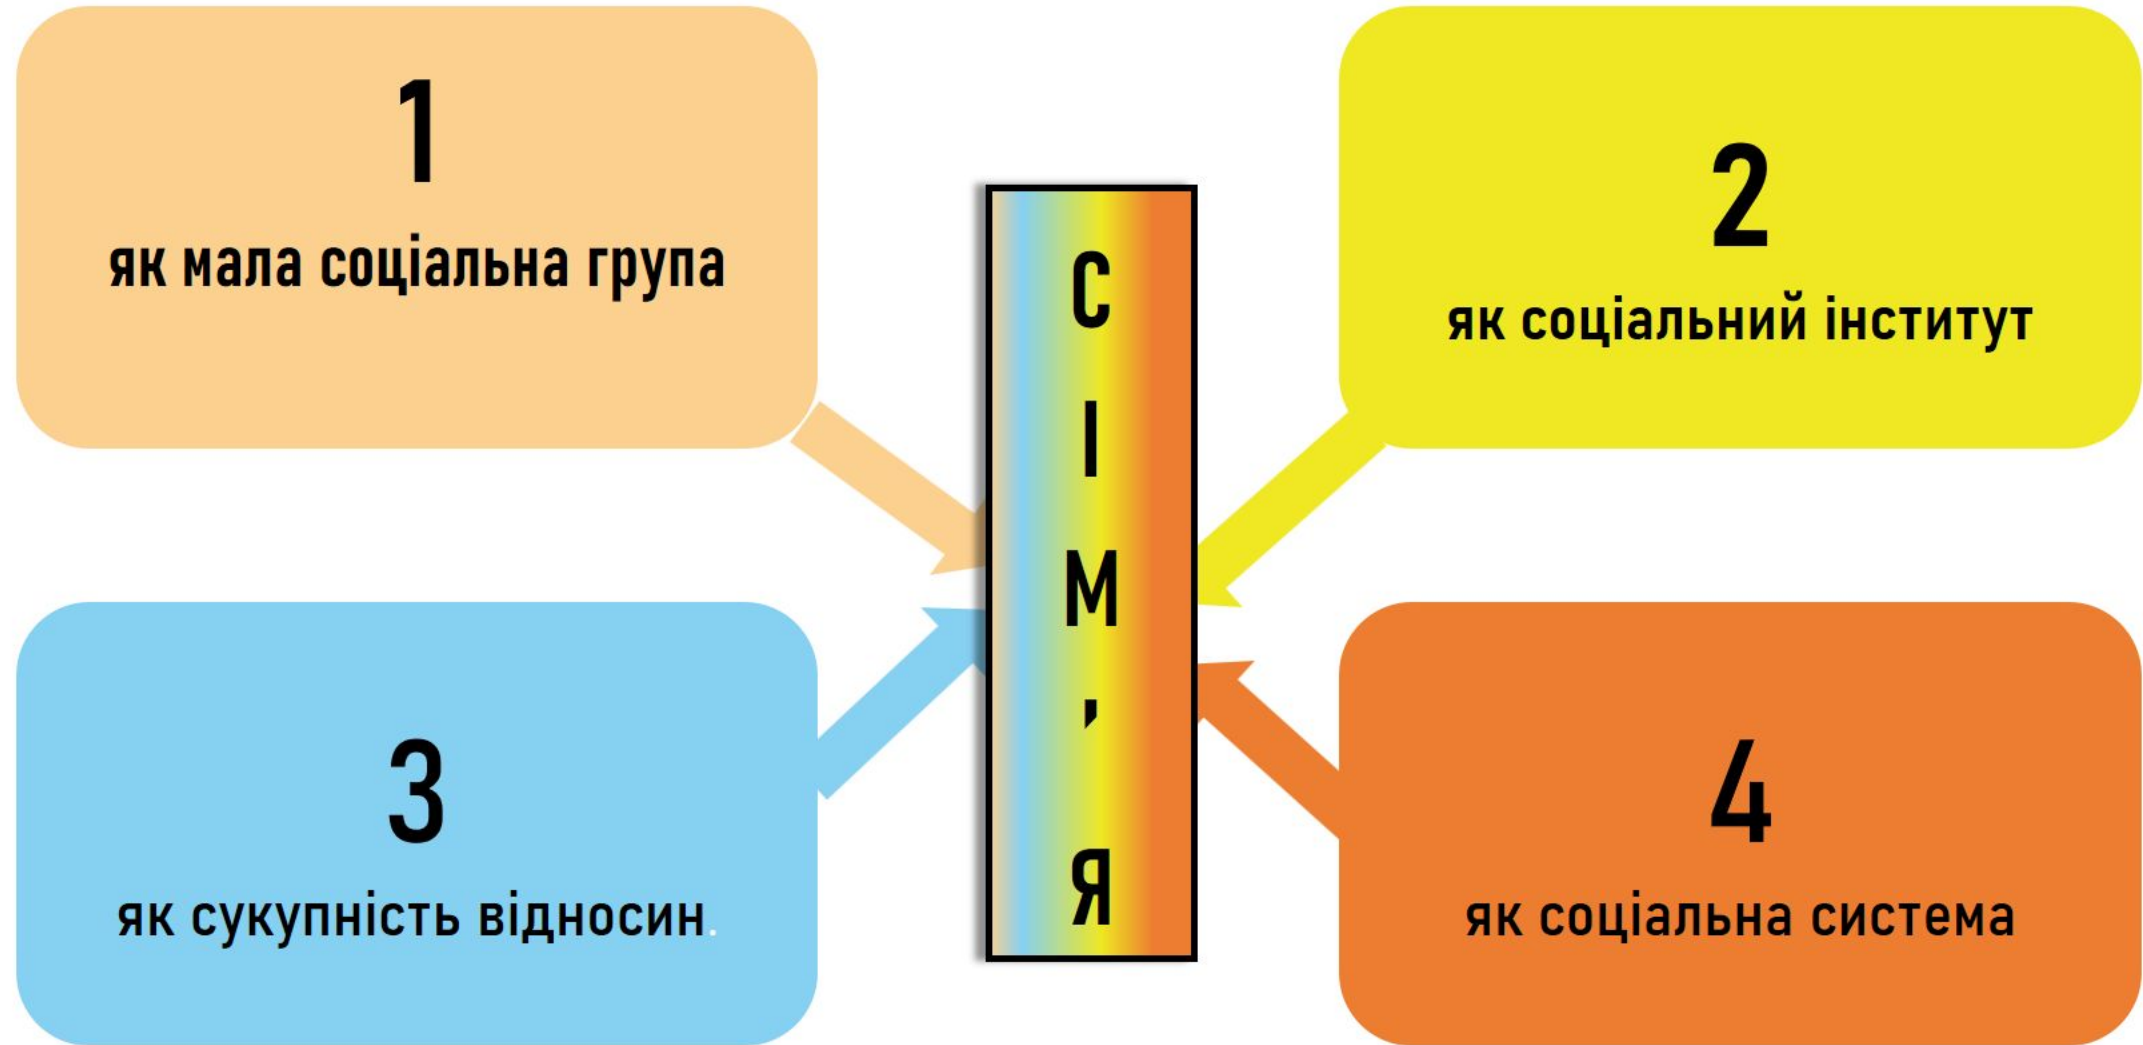 1
як мала соціальна група
2
як соціальний інститут
С
І
М
’
Я
3
як сукупність відносин.
4
як соціальна система